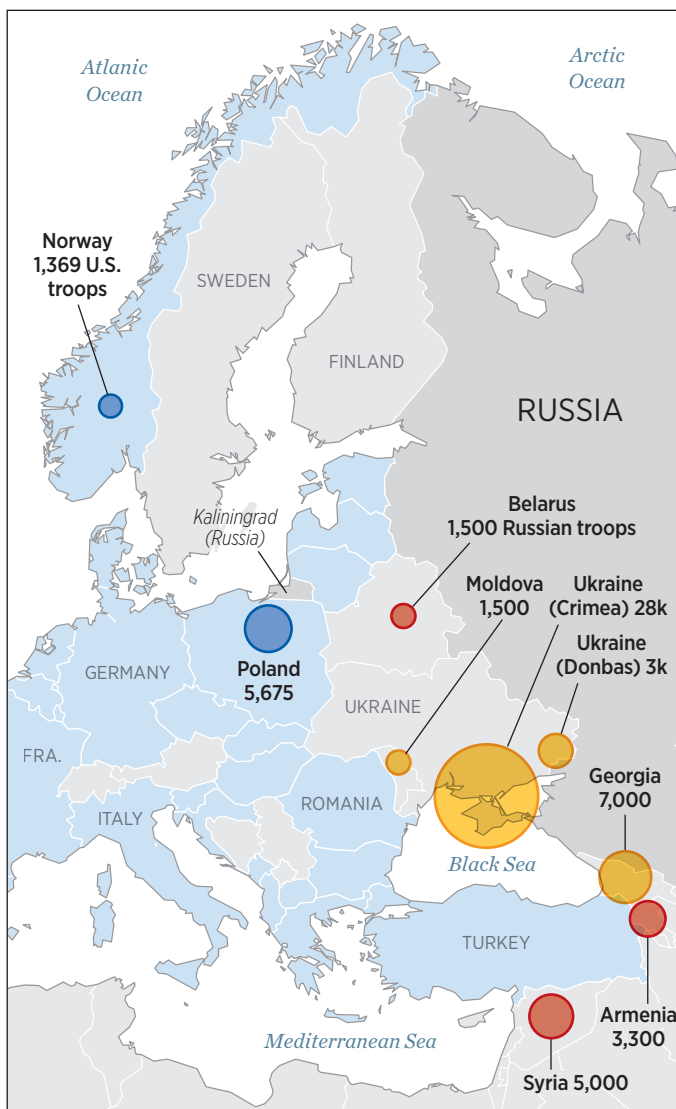 Atlanic
Ocean
Arctic
Ocean
Norway
1,369 U.S.
troops
SWEDEN
FINLAND
RUSSIA
Kaliningrad
(Russia)
Belarus
1,500 Russian troops
Moldova
1,500
Ukraine
(Crimea) 28k
Ukraine
(Donbas) 3k
GERMANY
Poland
5,675
UKRAINE
FRA.
Georgia
7,000
ITALY
ROMANIA
Black Sea
TURKEY
Armenia
3,300
Mediterranean Sea
Syria 5,000